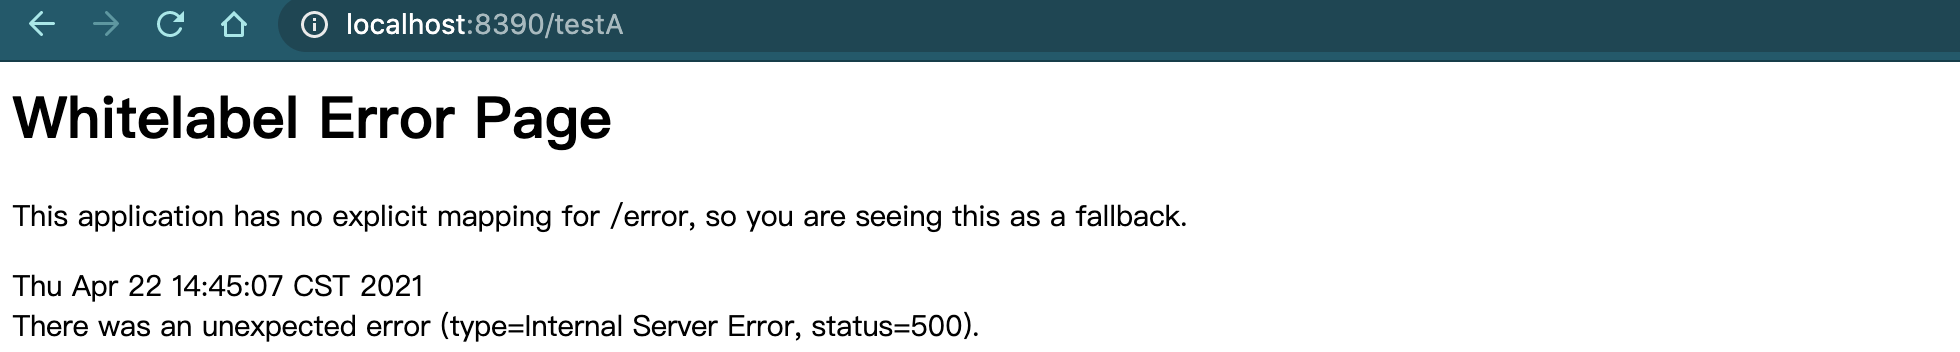 localhost:8390/testA
Whitelabel Error Page
This application has no explicit mapping for /error, so you are seeing this as a fallback.
Thu Apr 22 14:45:07 CST 2021
There was an unexpected error (type=Internal Server Error, status=500).